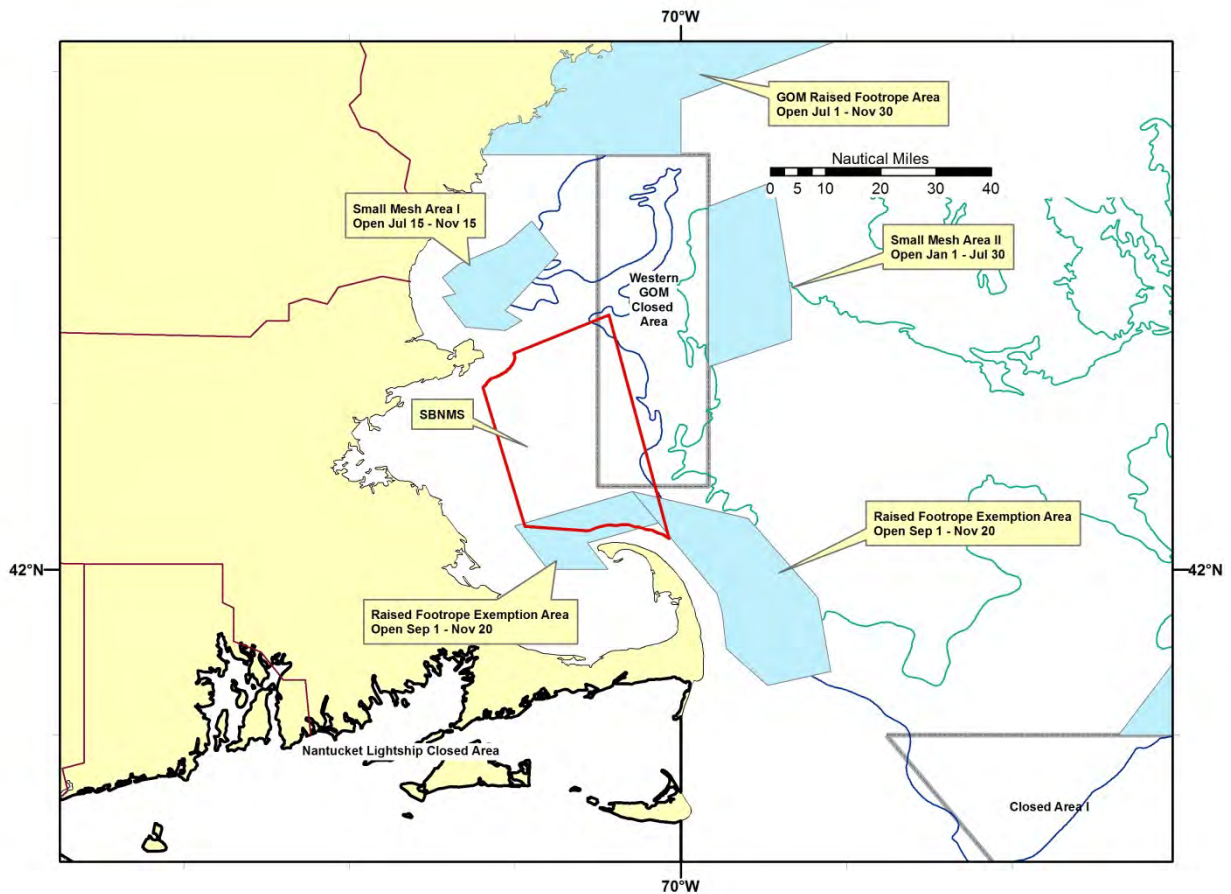 70°W
GOM Raised Footrope Area
Open Jul 1 - Nov 30
Nautical Miles
0 5 10 20 30 40
Small Mesh Area I
Open Jul 15 - Nov 15
Small Mesh Area II
Open Jan 1 - Jul 30
Western
GOM
Closed
Area
SBNMS
Raised Footrope Exemption Area
Open Sep 1 - Nov 20
42°N
42°N
Raised Footrope Exemption Area
Open Sep 1 - Nov 20
Nantucket Lightship Closed Area
Closed Area I
70°W